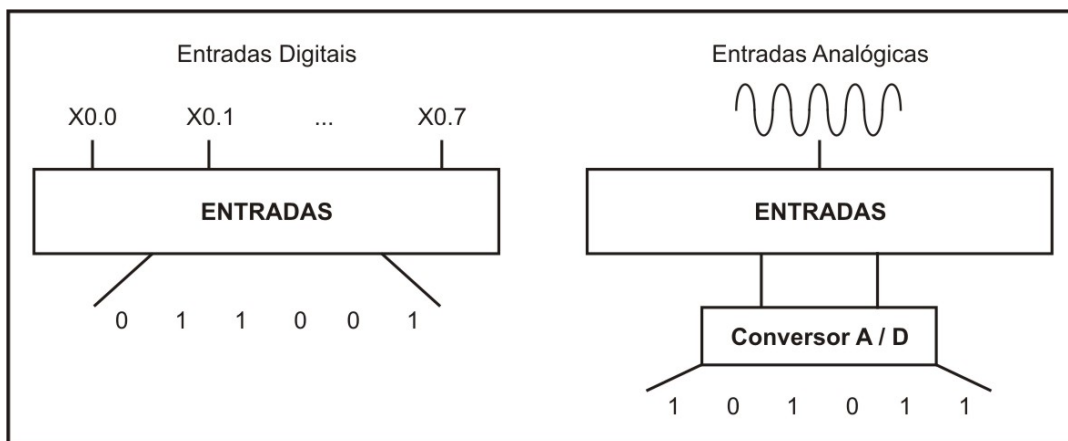 Entradas Digitais
X0.0 X0.1 ... X0.7
ENTRADAS
0 1 1 0 0 1
Entradas Analógicas
ENTRADAS
Conversor A / D
1 0 1 0 1 1